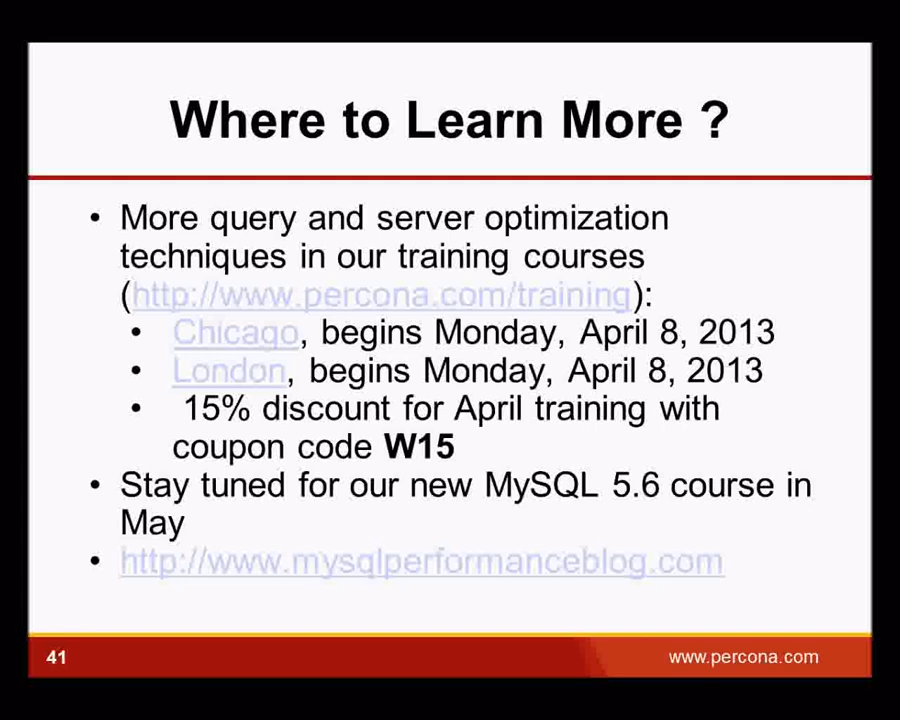 Where to Learn More ?
• More query and server optimization
techniques in our training courses
(http://www.percona.com/training):
• Chicago, begins Monday, April 8, 2013
• London, begins Monday, April 8, 2013
• 15% discount for April training with
coupon code W15
• Stay tuned for our new MySQL 5.6 course in
May
• http://www.mysqlperformanceblog.com
41
www.percona.com